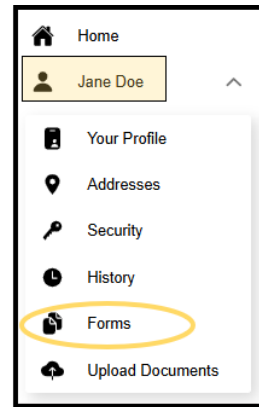 Home
Jane Doe
Your Profile
Addresses
Security
History
Forms
Upload Documents